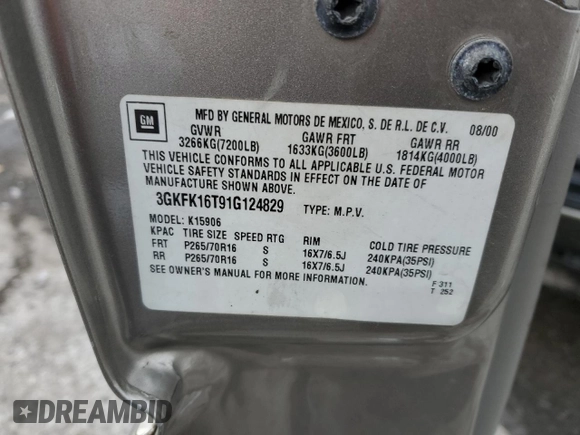 GM
MFD BY GENERAL MOTORS DE MEXICO, S. DE R.L. DE C.V. 08/00
GVWR GAWR FRT GAWR RR
3266KG(7200LB) 1633KG(3600LB) 1814KG(4000LB)
THIS VEHICLE CONFORMS TO ALL APPLICABLE U.S. FEDERAL MOTOR
VEHICLE SAFETY STANDARDS IN EFFECT ON THE DATE OF
MANUFACTURE SHOWN ABOVE.
3GKFK16T91G124829 TYPE: M.P.V.
MODEL: K15906
KPAC TIRE SIZE SPEED RTG RIM COLD TIRE PRESSURE
FRT P265/70R16 S 16X7/6.5J 240KPA(35PSI)
RR P265/70R16 S 16X7/6.5J 240KPA(35PSI)
SEE OWNER'S MANUAL FOR MORE INFORMATION.
F 311
T 252
DREAMBID